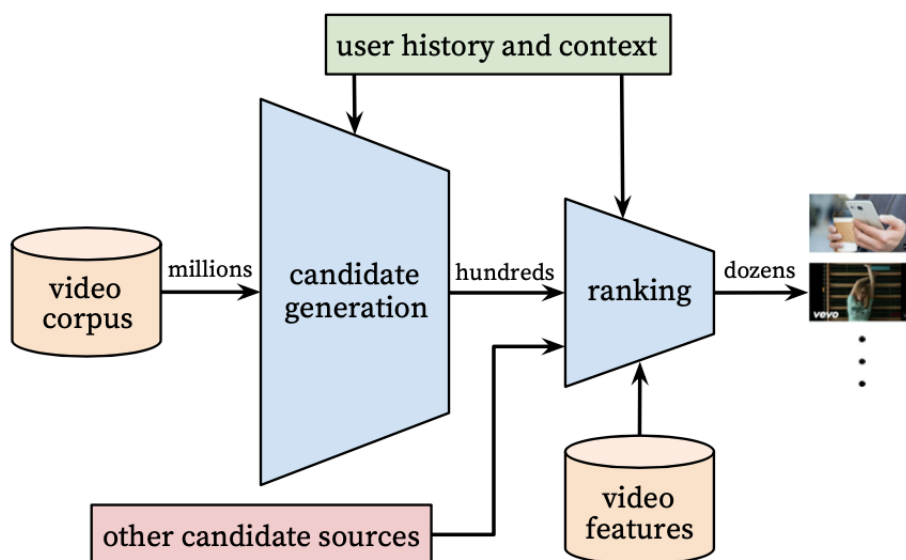 user history and context
millions
video
corpus
candidate
generation
hundreds
ranking
dozens
vevo
other candidate sources
video
features